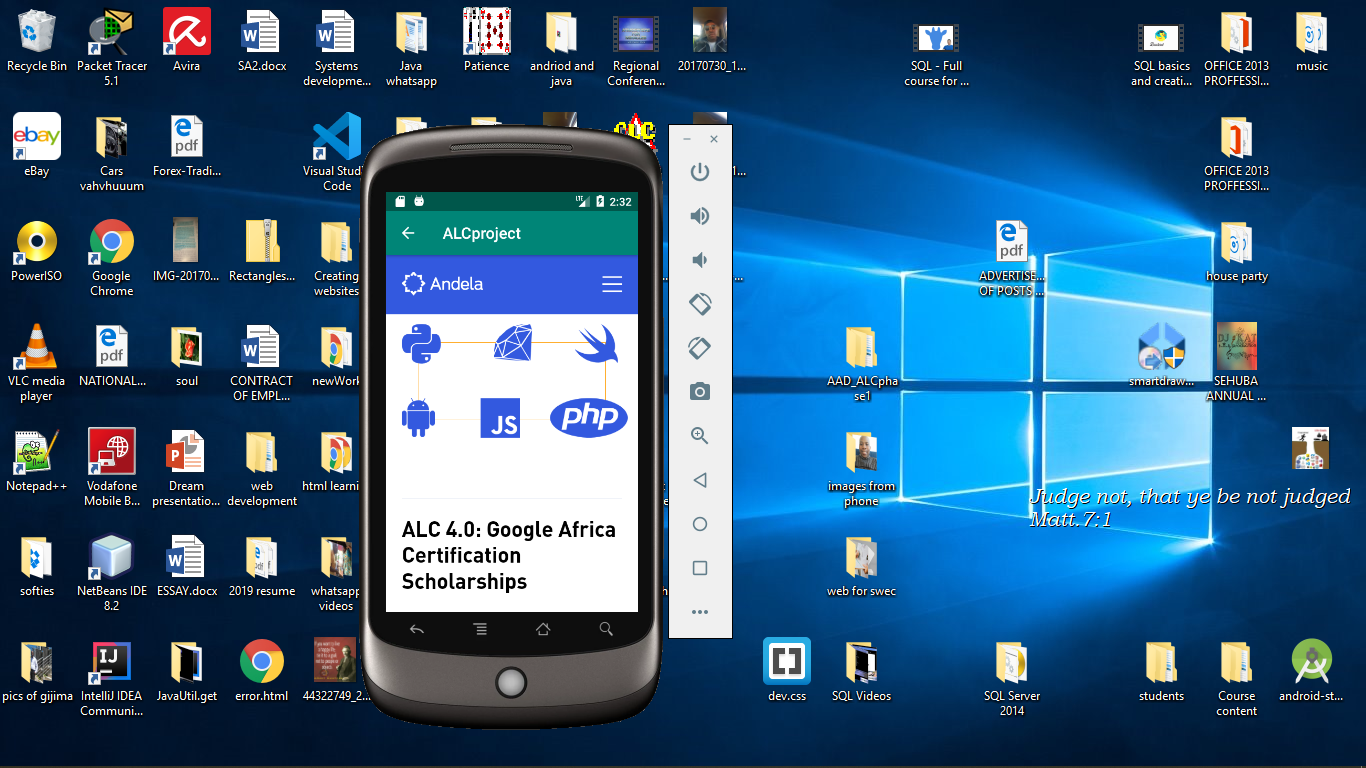 Recycle Bin
Packet Tracer
5.1
Avira
SA2.docx
Systems
developme...
Java
whatsapp
Patience
andriod and
java
Regional
Conferen...
20170730_1...
SQL - Full
course for ...
SQL basics
and creati...
OFFICE 2013
PROFFESSI...
music
ebay
eBay
Cars
vahvhuuum
pdf
Forex-Tradi...
Code
OFFICE 2013
PROFFESSI...
PowerISO
Google
Chrome
IMG-20170...
Rectangles...
Creating
websites
LTE
2:32
ALCproject
Andela
JS
php
ALC 4.0: Google Africa
Certification
Scholarships
pdf
ADVERTISE...
OF POSTS ...
house party
VLC media
player
pdf
NATIONAL...
soul
CONTRACT
OF EMPL...
AAD_ALCpha
se1
smartdraw...
SEHUBA
ANNUAL ...
Notepad++
Vodafone
Mobile B...
Dream
presentatio...
web
development
images from
phone
Judge not, that ye be not judged
Matt.7:1
softies
NetBeans IDE
8.2
ESSAY.docx
2019 resume
whatsapp
videos
web for swec
pics of gijima
IJ
IntelliJ IDEA
Communi...
JavaUtil.get
error.html
44322749_2...
dev.css
SQL Videos
SQL Server
2014
students
Course
content
android-st...